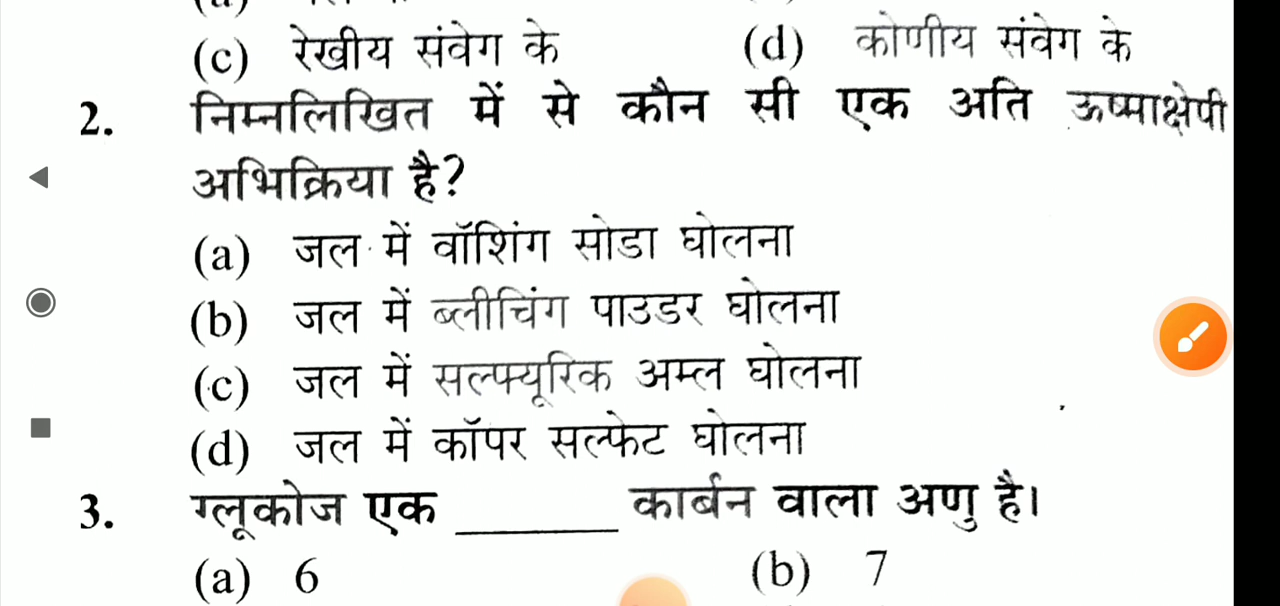 (c) रेखीय संवेग के (d) कोणीय संवेग के
2. निम्नलिखित में से कौन सी एक अति ऊष्माक्षेपी
अभिक्रिया है?
(a) जल में वॉशिंग सोडा घोलना
(b) जल में ब्लीचिंग पाउडर घोलना
(c) जल में सल्फ्यूरिक अम्ल घोलना
(d) जल में कॉपर सल्फेट घोलना
3. ग्लूकोज एक ______ कार्बन वाला अणु है।
(a) 6 (b) 7